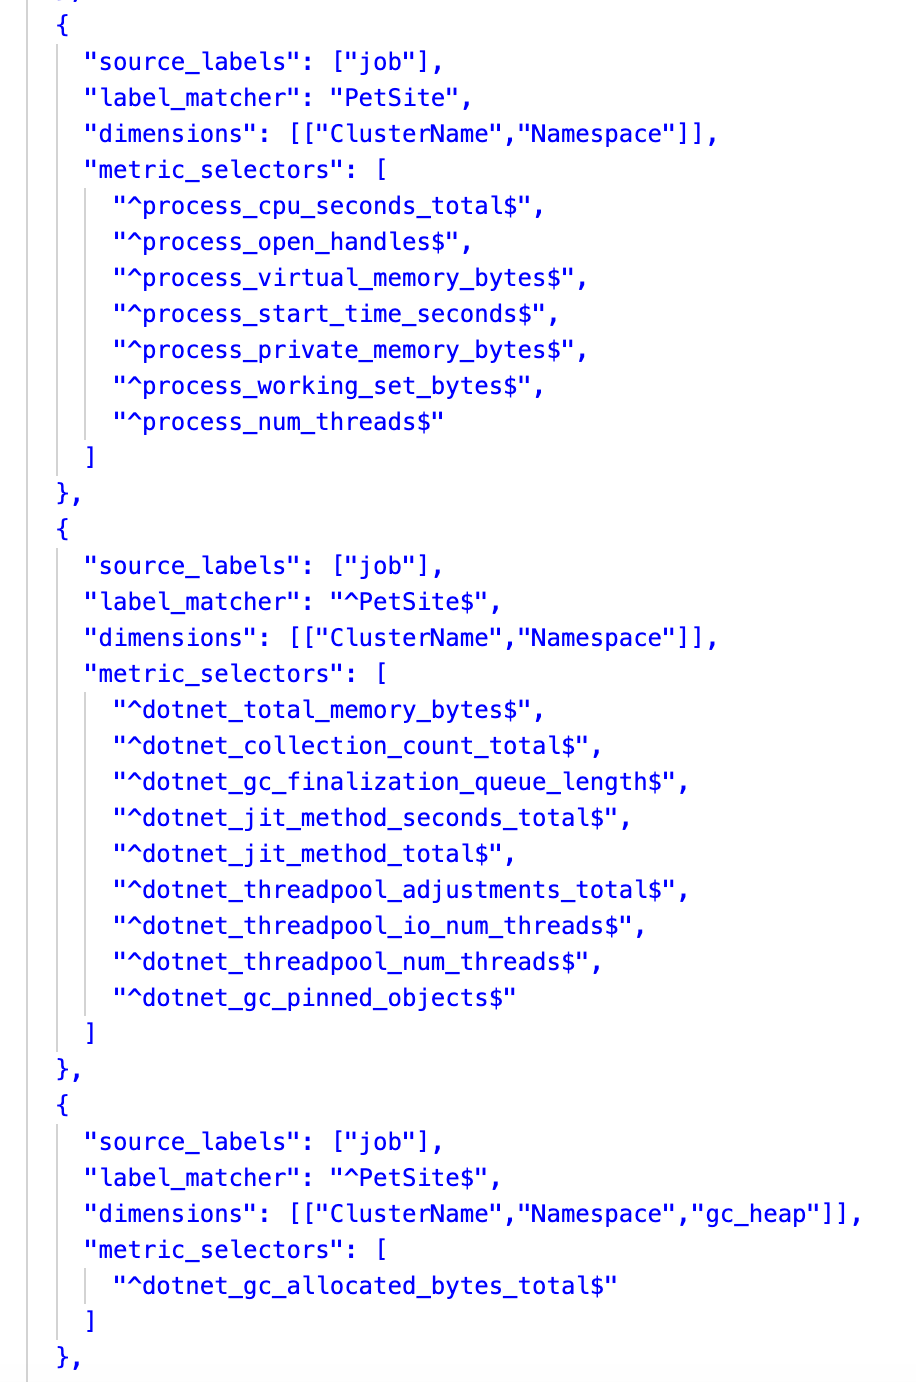 {
"source_labels": ["job"],
"label_matcher": "PetSite",
"dimensions": [["ClusterName","Namespace"]],
"metric_selectors": [
"^process_cpu_seconds_total$",
"^process_open_handles$",
"^process_virtual_memory_bytes$",
"^process_start_time_seconds$",
"^process_private_memory_bytes$",
"^process_working_set_bytes$",
"^process_num_threads$"
]
},
{
"source_labels": ["job"],
"label_matcher": "^PetSite$",
"dimensions": [["ClusterName","Namespace"]],
"metric_selectors": [
"^dotnet_total_memory_bytes$",
"^dotnet_collection_count_total$",
"^dotnet_gc_finalization_queue_length$",
"^dotnet_jit_method_seconds_total$",
"^dotnet_jit_method_total$",
"^dotnet_threadpool_adjustments_total$",
"^dotnet_threadpool_io_num_threads$",
"^dotnet_threadpool_num_threads$",
"^dotnet_gc_pinned_objects$"
]
},
{
"source_labels": ["job"],
"label_matcher": "^PetSite$",
"dimensions": [["ClusterName","Namespace","gc_heap"]],
"metric_selectors": [
"^dotnet_gc_allocated_bytes_total$"
]
},